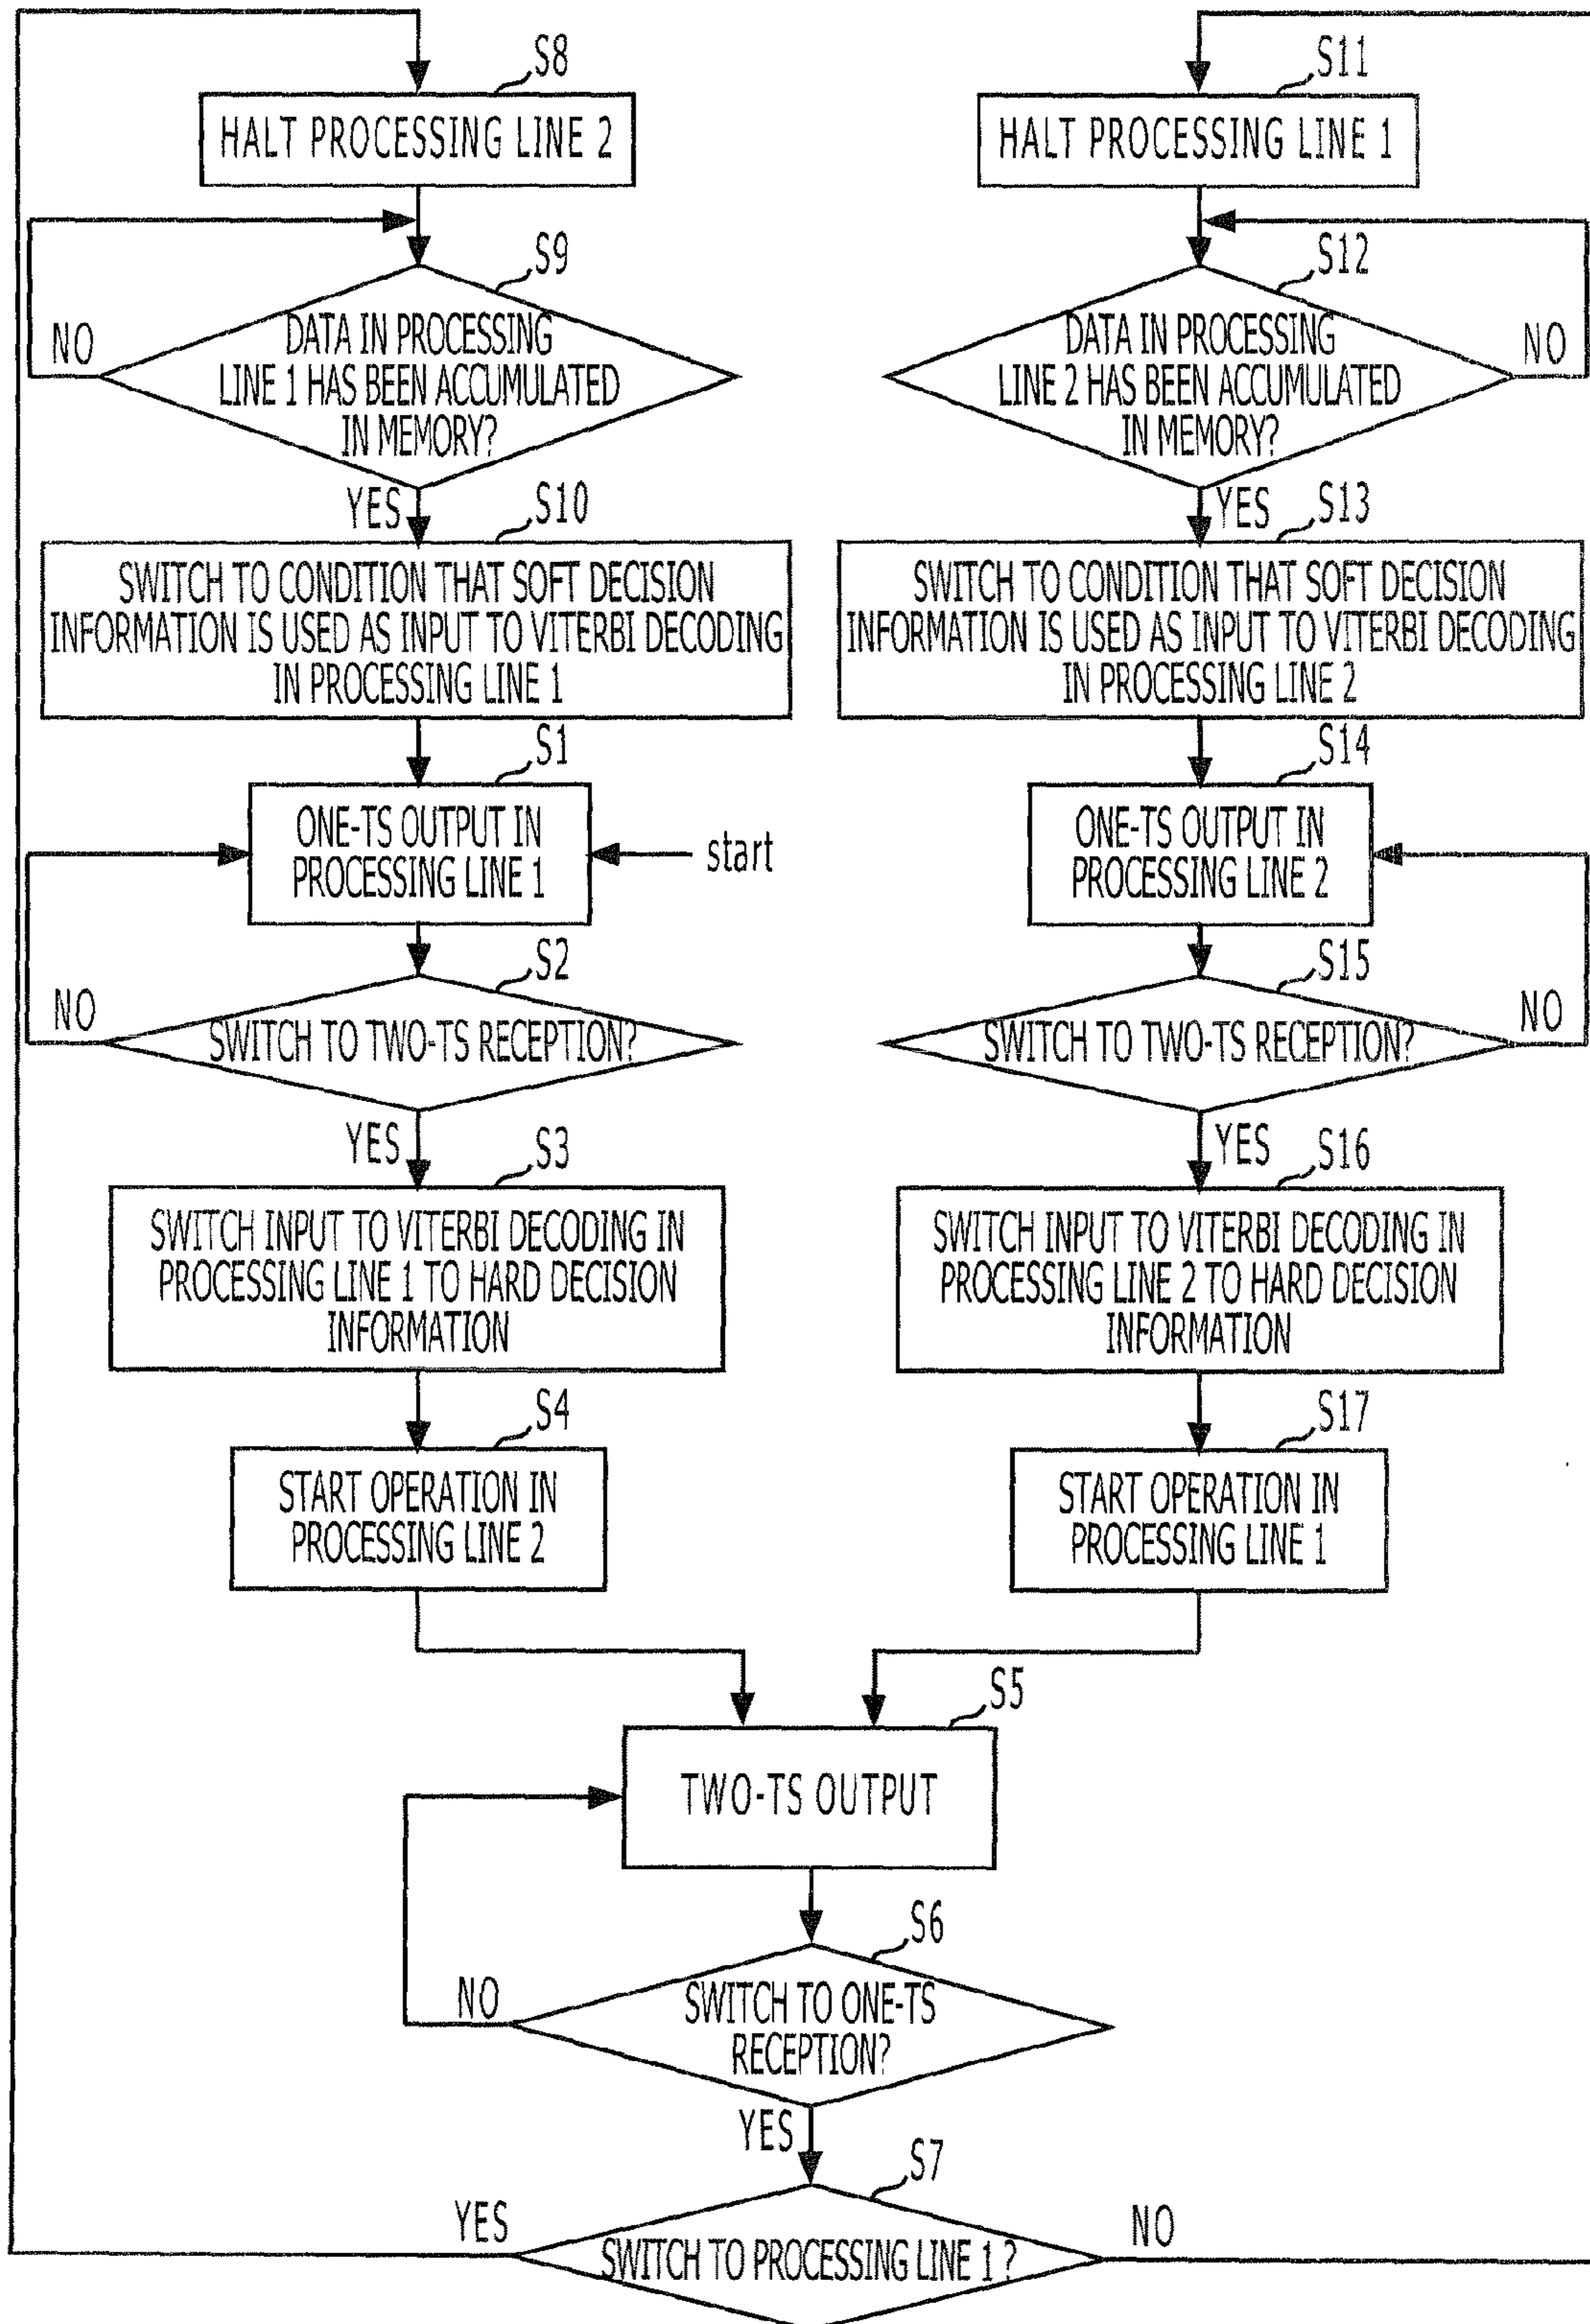 S8
HALT PROCESSING LINE 2
S9
DATA IN PROCESSING
LINE 1 HAS BEEN ACCUMULATED
IN MEMORY?
NO
YES
S10
SWITCH TO CONDITION THAT SOFT DECISION
INFORMATION IS USED AS INPUT TO VITERBI DECODING
IN PROCESSING LINE 1
S1
ONE-TS OUTPUT IN
PROCESSING LINE 1
start
S2
SWITCH TO TWO-TS RECEPTION?
NO
YES
S3
SWITCH INPUT TO VITERBI DECODING IN
PROCESSING LINE 1 TO HARD DECISION
INFORMATION
S4
START OPERATION IN
PROCESSING LINE 2
S11
HALT PROCESSING LINE 1
S12
DATA IN PROCESSING
LINE 2 HAS BEEN ACCUMULATED
IN MEMORY?
NO
YES
S13
SWITCH TO CONDITION THAT SOFT DECISION
INFORMATION IS USED AS INPUT TO VITERBI DECODING
IN PROCESSING LINE 2
S14
ONE-TS OUTPUT IN
PROCESSING LINE 2
S15
SWITCH TO TWO-TS RECEPTION?
NO
YES
S16
SWITCH INPUT TO VITERBI DECODING IN
PROCESSING LINE 2 TO HARD DECISION
INFORMATION
S17
START OPERATION IN
PROCESSING LINE 1
S5
TWO-TS OUTPUT
S6
SWITCH TO ONE-TS
RECEPTION?
NO
YES
S7
SWITCH TO PROCESSING LINE 1 ?
YES
NO